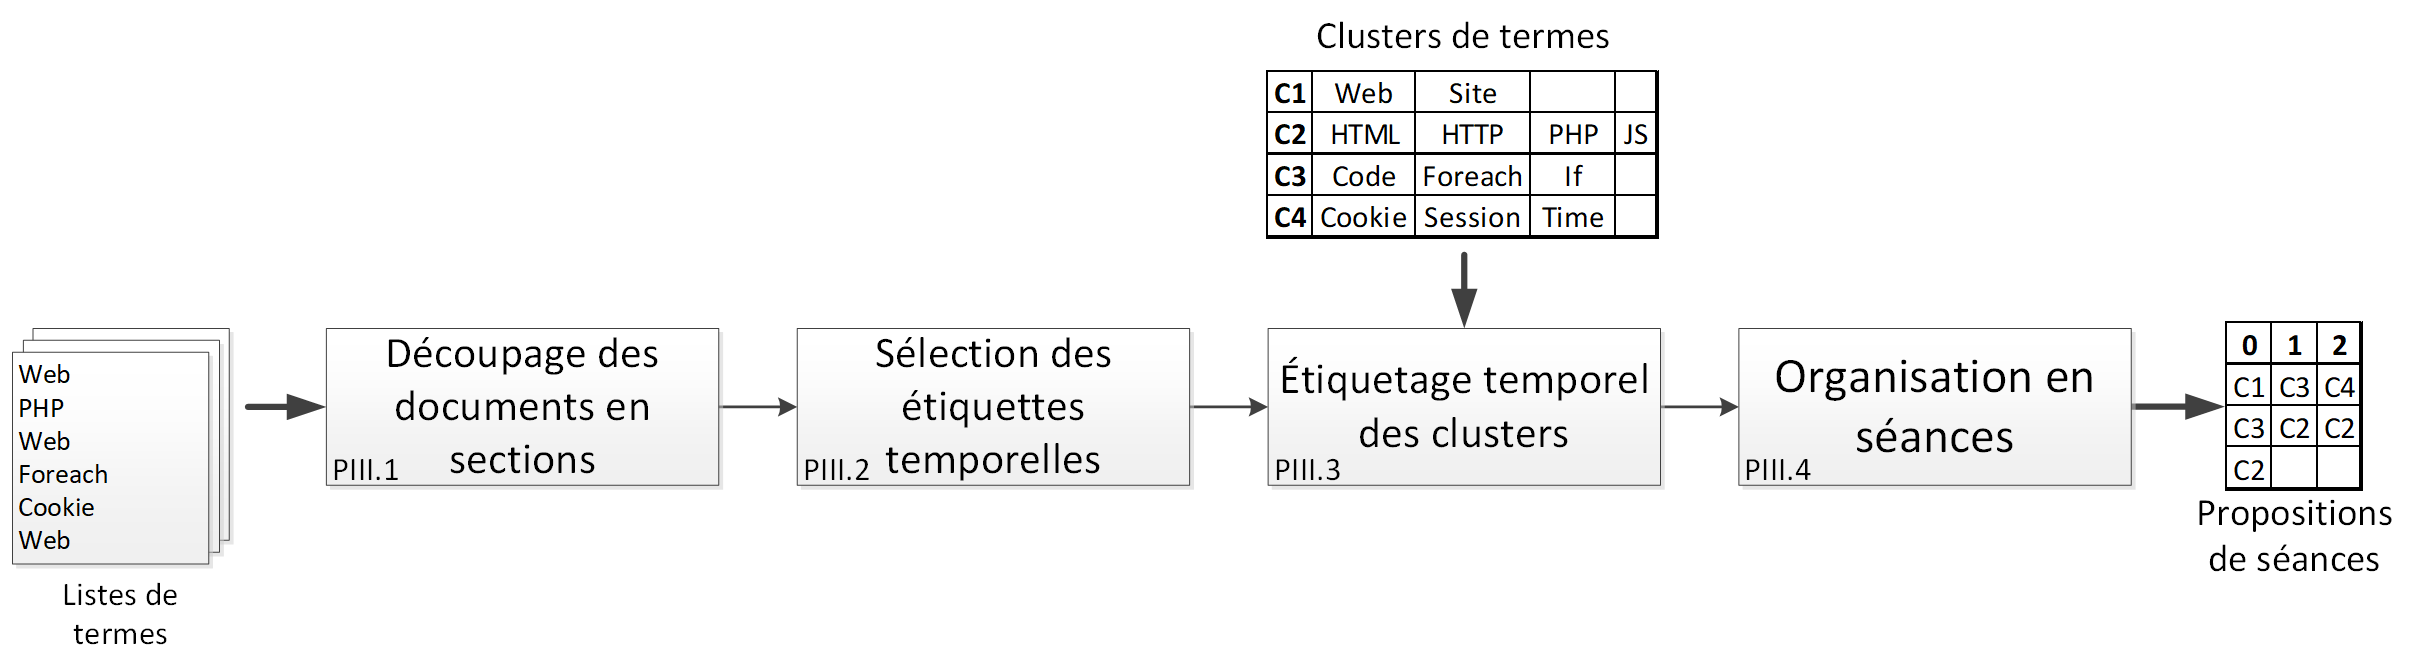 Clusters de termes
C1 Web Site
C2 HTML HTTP PHP JS
C3 Code Foreach If
C4 Cookie Session Time
Web
PHP
Web
Foreach
Cookie
Web
Listes de
termes
Découpage des
documents en
sections
PIII.1
Sélection des
étiquettes
temporelles
PIII.2
Étiquetage temporel
des clusters
PIII.3
Organisation en
séances
PIII.4
0 1 2
C1 C3 C4
C3 C2 C2
C2
Propositions
de séances